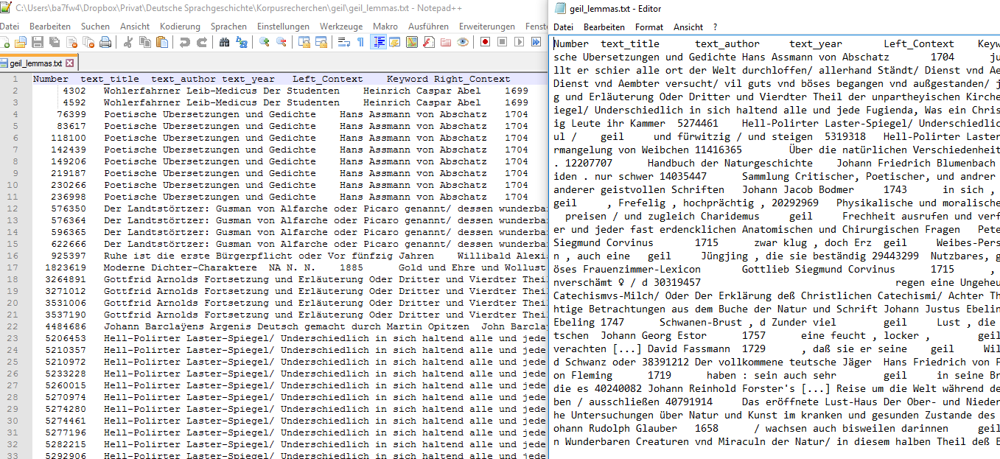 C:\Users\ba7fw4\Dropbox\Privat\Deutsche Sprachgeschichte\Korpusrecherchen\geil\geil_lemmas.txt - Notepad++
Datei Bearbeiten Suchen Ansicht Kodierung Sprachen Einstellungen Werkzeuge Makro Ausführen Erweiterungen Fenst
geil_lemmas.txt
1 Number text_title text_author text_year Left_Context Keyword Right_Context
2 4302 Wohlerfahrner Leib-Medicus Der Studenten Heinrich Caspar Abel 1699
3 4592 Wohlerfahrner Leib-Medicus Der Studenten Heinrich Caspar Abel 1699
4 76399 Poetische Ubersetzungen und Gedichte Hans Assmann von Abschatz 1704
5 83617 Poetische Ubersetzungen und Gedichte Hans Assmann von Abschatz 1704
6 118100 Poetische Ubersetzungen und Gedichte Hans Assmann von Abschatz 1704
7 142439 Poetische Ubersetzungen und Gedichte Hans Assmann von Abschatz 1704
8 149206 Poetische Ubersetzungen und Gedichte Hans Assmann von Abschatz 1704
9 219187 Poetische Ubersetzungen und Gedichte Hans Assmann von Abschatz 1704
10 230266 Poetische Ubersetzungen und Gedichte Hans Assmann von Abschatz 1704
11 236998 Poetische Ubersetzungen und Gedichte Hans Assmann von Abschatz 1704
12 576350 Der Landtstörtzer: Gusman von Alfarche oder Picaro genannt/ dessen wunderba
13 576364 Der Landtstörtzer: Gusman von Alfarche oder Picaro genannt/ dessen wunderba
14 596365 Der Landtstörtzer: Gusman von Alfarche oder Picaro genannt/ dessen wunderba
15 622666 Der Landtstörtzer: Gusman von Alfarche oder Picaro genannt/ dessen wunderba
16 925397 Ruhe ist die erste Bürgerpflicht oder Vor fünfzig Jahren Willibald Alexi
17 1823619 Moderne Dichter-Charaktere NA N. N. 1885 Gold und Ehre und Wollust
18 3264891 Gottfrid Arnolds Fortsetzung und Erläuterung Oder Dritter und Vierdter Thei
19 3271012 Gottfrid Arnolds Fortsetzung und Erläuterung Oder Dritter und Vierdter Thei
20 3531006 Gottfrid Arnolds Fortsetzung und Erläuterung Oder Dritter und Vierdter Thei
21 3537190 Gottfrid Arnolds Fortsetzung und Erläuterung Oder Dritter und Vierdter Thei
22 4484686 Johann Barclaÿens Argenis Deutsch gemacht durch Martin Opitzen John Barcla
23 5206453 Hell-Polirter Laster-Spiegel/ Underschiedlich in sich haltend alle und jede
24 5210357 Hell-Polirter Laster-Spiegel/ Underschiedlich in sich haltend alle und jede
25 5210972 Hell-Polirter Laster-Spiegel/ Underschiedlich in sich haltend alle und jede
26 5233228 Hell-Polirter Laster-Spiegel/ Underschiedlich in sich haltend alle und jede
27 5260015 Hell-Polirter Laster-Spiegel/ Underschiedlich in sich haltend alle und jede
28 5270974 Hell-Polirter Laster-Spiegel/ Underschiedlich in sich haltend alle und jede
29 5274280 Hell-Polirter Laster-Spiegel/ Underschiedlich in sich haltend alle und jede
30 5274461 Hell-Polirter Laster-Spiegel/ Underschiedlich in sich haltend alle und jede
31 5277196 Hell-Polirter Laster-Spiegel/ Underschiedlich in sich haltend alle und jede
32 5282215 Hell-Polirter Laster-Spiegel/ Underschiedlich in sich haltend alle und jede
33 5292900 Hell-Polirter Laster-Spiegel/ Underschiedlich in sich haltend alle und jede
geil_lemmas.txt - Editor
Datei Bearbeiten Format Ansicht ?
Number text_title text_author text_year Left_Context Keyw
sche Ubersetzungen und Gedichte Hans Assmann von Abschatz 1704 ju
llt er schier alle ort der Welt durchloffen/ allerhand Ständt/ Dienst vnd Ae
Dienst vnd Aembter versucht/ vil guts vnd böses begangen vnd außgestanden/ j
g und Erläuterung Oder Dritter und Vierdter Theil der unpartheyischen Kirche
iegel/ Underschiedlich in sich haltend alle und jede Fugienda, Was ein Chris
ig Leute ihr Kammer 5274461 Hell-Polirter Laster-Spiegel/ Underschiedlic
ul / geil und fürwitzig / und steigen 5319318 Hell-Polirter Laster
rmangelung von Weibchen 11416365 Über die natürlichen Verschiedenheit
. 12207707 Handbuch der Naturgeschichte Johann Friedrich Blumenbach
iden . nur schwer 14035447 Sammlung Critischer, Poetischer, und andrer
anderer geistvollen Schriften Johann Jacob Bodmer 1743 in sich ,
geil , Frefelig , hochprächtig , 20292969 Physikalische und moralische
preisen / und zugleich Charidemus geil Frechheit ausrufen und verf
er und jeder fast erdencklichen Anatomischen und Chirurgischen Fragen Pete
Siegmund Corvinus 1715 zwar klug , doch Erz geil Weibes-Pers
n , auch eine geil Jüngjing , die sie beständig 29443299 Nutzbares, g
öses Frauenzimmer-Lexicon Gottlieb Siegmund Corvinus 1715 ,
nverschämt ♀ / d 30319457 regen eine Ungeheu
Catechismvs-Milch/ Oder Der Erklärung deß Christlichen Catechismi/ Achter Th
htige Betrachtungen aus dem Buche der Natur und Schrift Johann Justus Ebelin
Ebeling 1747 Schwanen-Brust , d Zunder viel geil Lust , die
tschen Johann Georg Estor 1757 eine feucht , locker , geil
verachten [...] David Fassmann 1729 , daß sie er seine geil Wil
d Schwanz oder 38391212 Der vollkommene teutsche Jäger Hans Friedrich von F
on Fleming 1719 haben : sein auch sehr geil in seine Br
die es 40240082 Johann Reinhold Forster's [...] Reise um die Welt während de
ben / ausschließen 40791914 Das eröffnete Lust-Haus Der Ober- und Nieder
he Untersuchungen über Natur und Kunst im kranken und gesunden Zustande des
ohann Rudolph Glauber 1658 / wachsen auch bisweilen darinnen geil
n Wunderbaren Creaturen vnd Miraculn der Natur/ in diesem halben Theil deß E